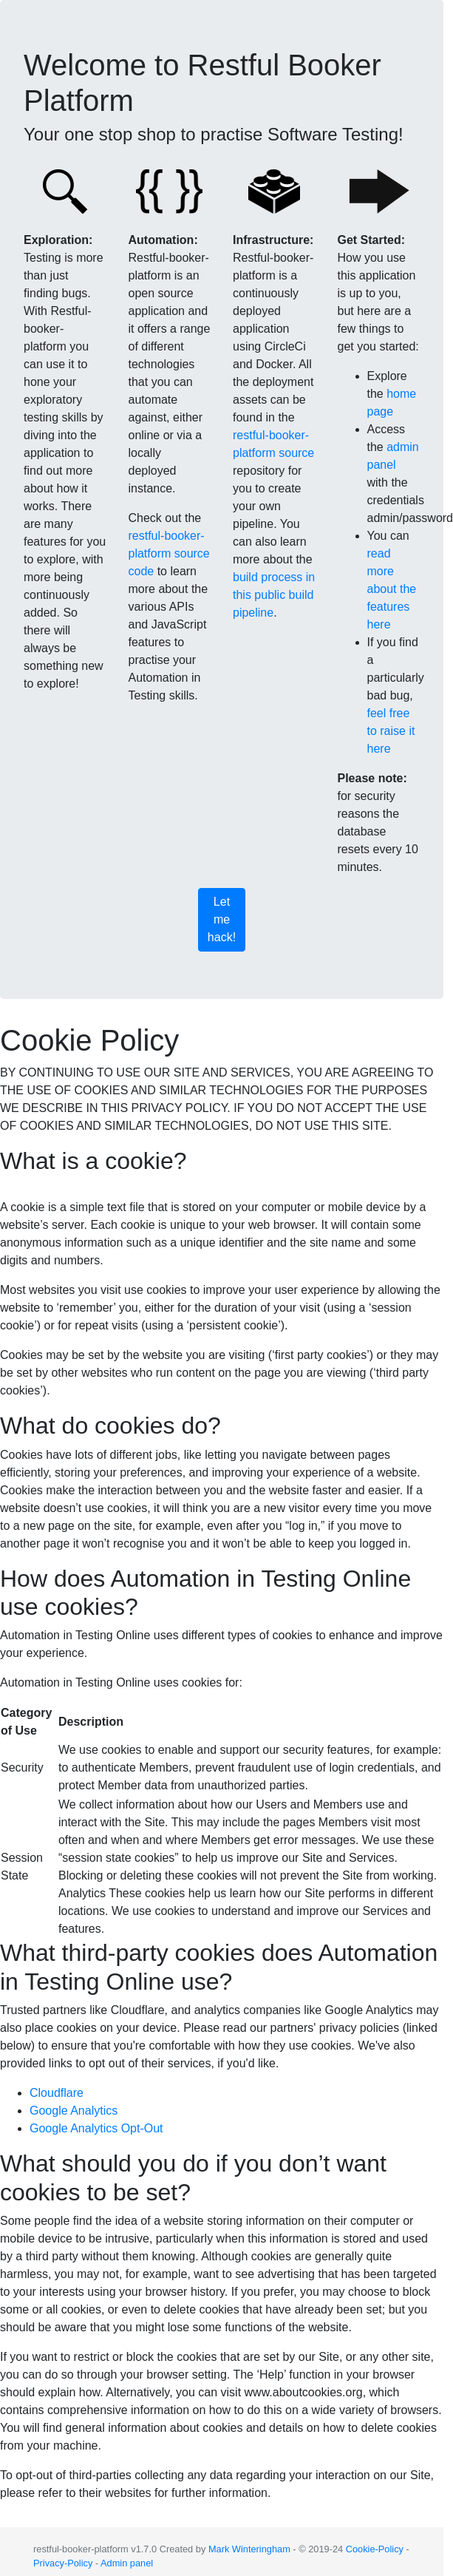 Welcome to Restful Booker
Platform
Your one stop shop to practise Software Testing!
Exploration:
Testing is more
than just
finding bugs.
With Restful-
booker-
platform you
can use it to
hone your
exploratory
testing skills by
diving into the
application to
find out more
about how it
works. There
are many
features for you
to explore, with
more being
continuously
added. So
there will
always be
something new
to explore!
Automation:
Restful-booker-
platform is an
open source
application and
it offers a range
of different
technologies
that you can
automate
against, either
online or via a
locally
deployed
instance.
Check out the
restful-booker-
platform source
code to learn
more about the
various APIs
and JavaScript
features to
practise your
Automation in
Testing skills.
Infrastructure:
Restful-booker-
platform is a
continuously
deployed
application
using CircleCi
and Docker. All
the deployment
assets can be
found in the
restful-booker-
platform source
repository for
you to create
your own
pipeline. You
can also learn
more about the
build process in
this public build
pipeline.
Get Started:
How you use
this application
is up to you,
but here are a
few things to
get you started:
• Explore
the home
page
• Access
the admin
panel
with the
credentials
admin/password
• You can
read
more
about the
features
here
• If you find
a
particularly
bad bug,
feel free
to raise it
here
Please note:
for security
reasons the
database
resets every 10
minutes.
Let
me
hack!
Cookie Policy
BY CONTINUING TO USE OUR SITE AND SERVICES, YOU ARE AGREEING TO
THE USE OF COOKIES AND SIMILAR TECHNOLOGIES FOR THE PURPOSES
WE DESCRIBE IN THIS PRIVACY POLICY. IF YOU DO NOT ACCEPT THE USE
OF COOKIES AND SIMILAR TECHNOLOGIES, DO NOT USE THIS SITE.
What is a cookie?
A cookie is a simple text file that is stored on your computer or mobile device by a
website’s server. Each cookie is unique to your web browser. It will contain some
anonymous information such as a unique identifier and the site name and some
digits and numbers.
Most websites you visit use cookies to improve your user experience by allowing the
website to ‘remember’ you, either for the duration of your visit (using a ‘session
cookie’) or for repeat visits (using a ‘persistent cookie’).
Cookies may be set by the website you are visiting (‘first party cookies’) or they may
be set by other websites who run content on the page you are viewing (‘third party
cookies’).
What do cookies do?
Cookies have lots of different jobs, like letting you navigate between pages
efficiently, storing your preferences, and improving your experience of a website.
Cookies make the interaction between you and the website faster and easier. If a
website doesn’t use cookies, it will think you are a new visitor every time you move
to a new page on the site, for example, even after you “log in,” if you move to
another page it won’t recognise you and it won’t be able to keep you logged in.
How does Automation in Testing Online
use cookies?
Automation in Testing Online uses different types of cookies to enhance and improve
your experience.
Automation in Testing Online uses cookies for:
Category
of Use
Description
Security
We use cookies to enable and support our security features, for example:
to authenticate Members, prevent fraudulent use of login credentials, and
protect Member data from unauthorized parties.
Session
State
We collect information about how our Users and Members use and
interact with the Site. This may include the pages Members visit most
often and when and where Members get error messages. We use these
“session state cookies” to help us improve our Site and Services.
Blocking or deleting these cookies will not prevent the Site from working.
Analytics These cookies help us learn how our Site performs in different
locations. We use cookies to understand and improve our Services and
features.
What third-party cookies does Automation
in Testing Online use?
Trusted partners like Cloudflare, and analytics companies like Google Analytics may
also place cookies on your device. Please read our partners' privacy policies (linked
below) to ensure that you're comfortable with how they use cookies. We've also
provided links to opt out of their services, if you'd like.
• Cloudflare
• Google Analytics
• Google Analytics Opt-Out
What should you do if you don’t want
cookies to be set?
Some people find the idea of a website storing information on their computer or
mobile device to be intrusive, particularly when this information is stored and used
by a third party without them knowing. Although cookies are generally quite
harmless, you may not, for example, want to see advertising that has been targeted
to your interests using your browser history. If you prefer, you may choose to block
some or all cookies, or even to delete cookies that have already been set; but you
should be aware that you might lose some functions of the website.
If you want to restrict or block the cookies that are set by our Site, or any other site,
you can do so through your browser setting. The ‘Help’ function in your browser
should explain how. Alternatively, you can visit www.aboutcookies.org, which
contains comprehensive information on how to do this on a wide variety of browsers.
You will find general information about cookies and details on how to delete cookies
from your machine.
To opt-out of third-parties collecting any data regarding your interaction on our Site,
please refer to their websites for further information.
restful-booker-platform v1.7.0 Created by Mark Winteringham - © 2019-24 Cookie-Policy -
Privacy-Policy - Admin panel